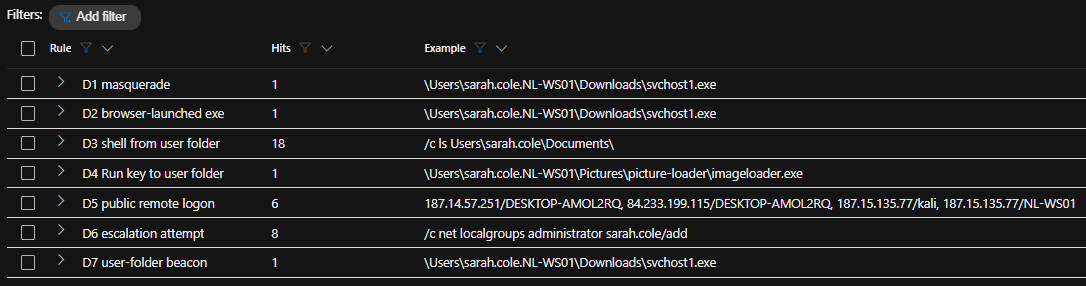 Filters: Add filter
Rule Hits Example
D1 masquerade 1 \Users\sarah.cole.NL-WS01\Downloads\svchost1.exe
D2 browser-launched exe 1 \Users\sarah.cole.NL-WS01\Downloads\svchost1.exe
D3 shell from user folder 18 /c ls Users\sarah.cole\Documents\
D4 Run key to user folder 1 \Users\sarah.cole.NL-WS01\Pictures\picture-loader\imageloader.exe
D5 public remote logon 6 187.14.57.251/DESKTOP-AMOL2RQ, 84.233.199.115/DESKTOP-AMOL2RQ, 187.15.135.77/kali, 187.15.135.77/NL-WS01
D6 escalation attempt 8 /c net localgroups administrator sarah.cole/add
D7 user-folder beacon 1 \Users\sarah.cole.NL-WS01\Downloads\svchost1.exe